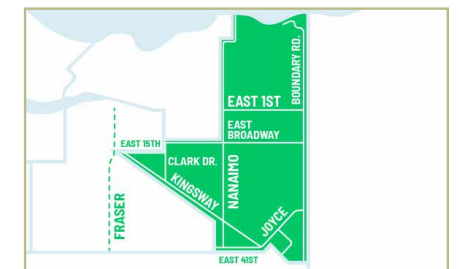 BOUNDARY RD.
EAST 1ST
EAST
BROADWAY
EAST 15TH
CLARK DR.
KINGSWAY
NANAIMO
FRASER
JOYCE
EAST 41ST